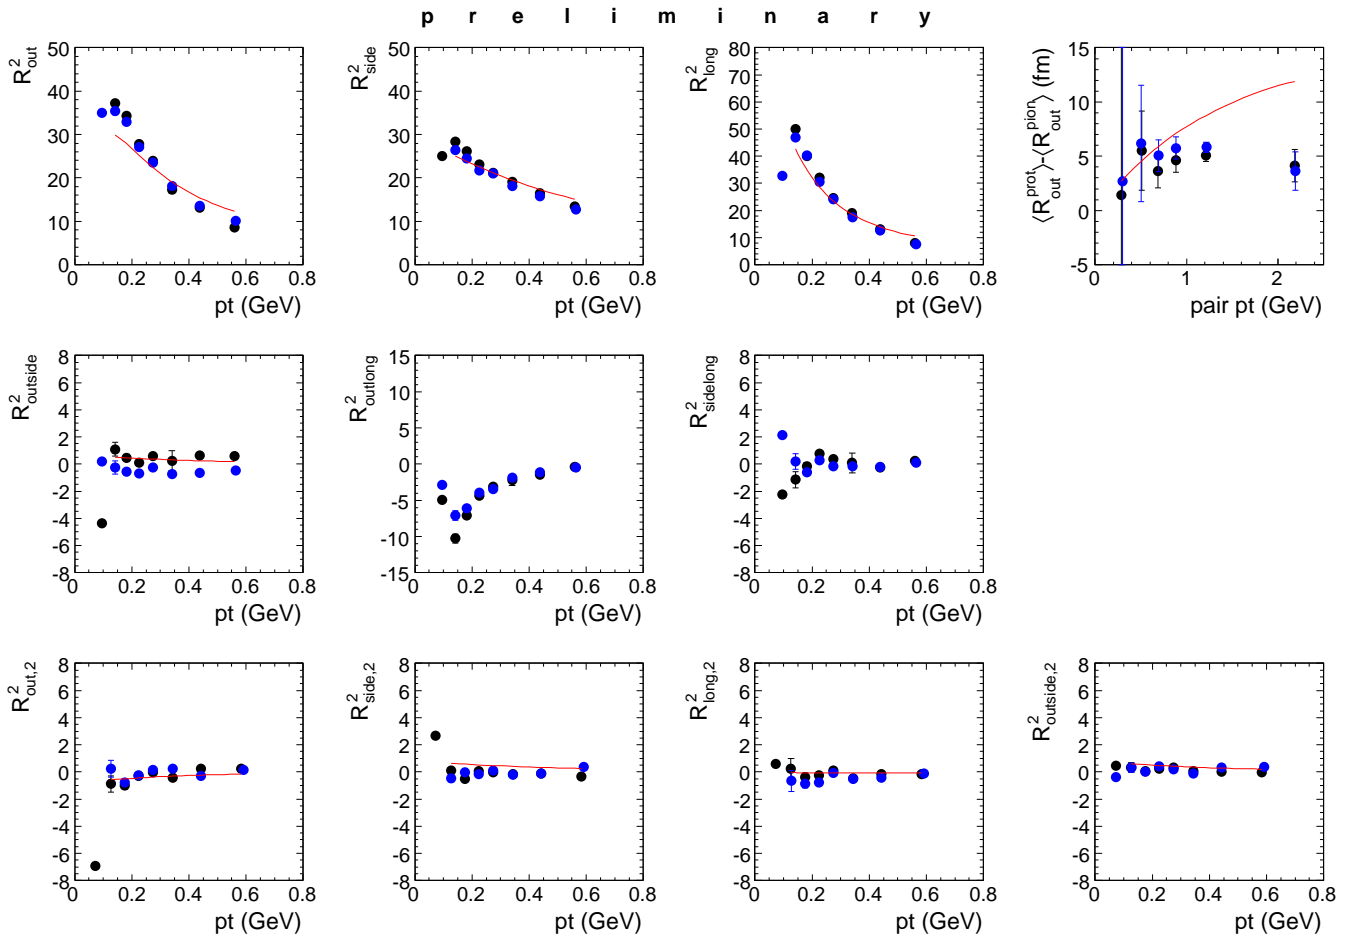 p r e l i m i n a r y
R²out
50
40
30
20
10
0
0 0.2 0.4 0.6 0.8
pt (GeV)
R²side
50
40
30
20
10
0
0 0.2 0.4 0.6 0.8
pt (GeV)
R²long
80
70
60
50
40
30
20
10
0
0 0.2 0.4 0.6 0.8
pt (GeV)
⟨R^prot_out⟩-⟨R^pion_out⟩ (fm)
15
10
5
0
-5
0 1 2
pair pt (GeV)
R²outside
8
6
4
2
0
-2
-4
-6
-8
0 0.2 0.4 0.6 0.8
pt (GeV)
R²outlong
15
10
5
0
-5
-10
-15
0 0.2 0.4 0.6 0.8
pt (GeV)
R²sidelong
8
6
4
2
0
-2
-4
-6
-8
0 0.2 0.4 0.6 0.8
pt (GeV)
R²out,2
8
6
4
2
0
-2
-4
-6
-8
0 0.2 0.4 0.6 0.8
pt (GeV)
R²side,2
8
6
4
2
0
-2
-4
-6
-8
0 0.2 0.4 0.6 0.8
pt (GeV)
R²long,2
8
6
4
2
0
-2
-4
-6
-8
0 0.2 0.4 0.6 0.8
pt (GeV)
R²outside,2
8
6
4
2
0
-2
-4
-6
-8
0 0.2 0.4 0.6 0.8
pt (GeV)